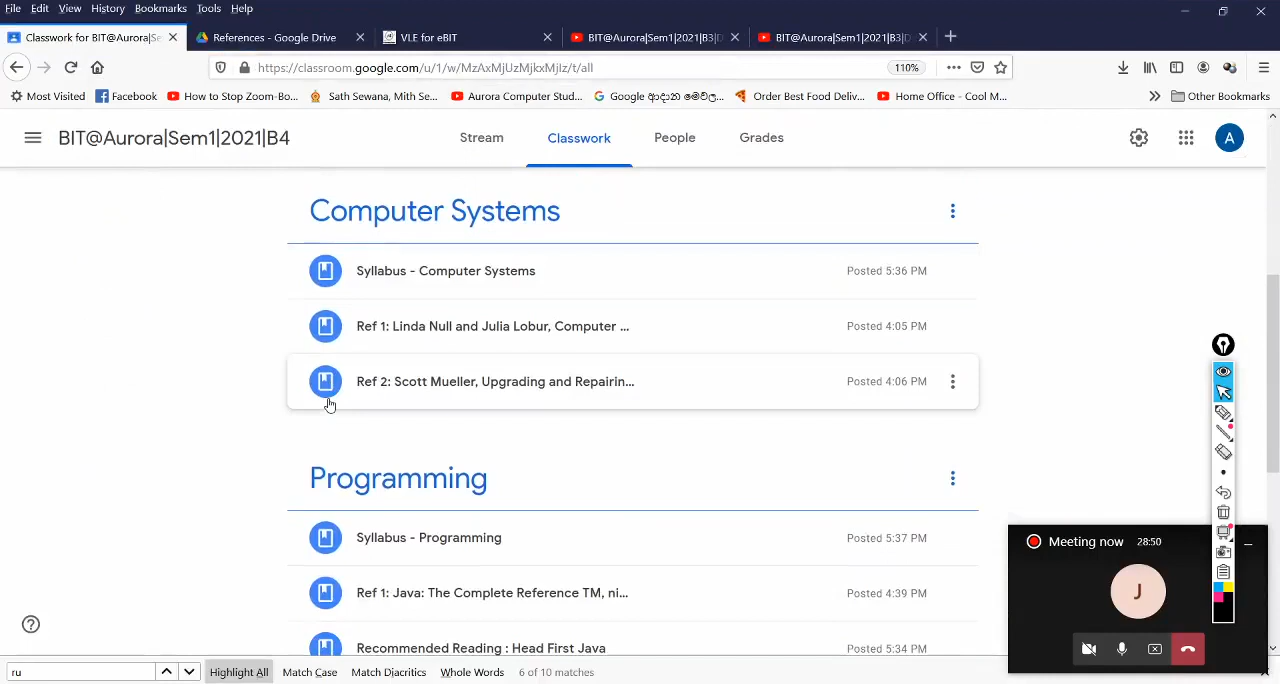 File Edit View History Bookmarks Tools Help
Classwork for BIT@Aurora|Se References - Google Drive VLE for eBIT BIT@Aurora|Sem1|2021|B3|D BIT@Aurora|Sem1|2021|B3|D
https://classroom.google.com/u/1/w/MzAxMjUzMjkxMjIz/t/all 110%
Most Visited Facebook How to Stop Zoom-Bo... Sath Sewana, Mith Se... Aurora Computer Stud... Google ආදාන මෙවල... Order Best Food Deliv... Home Office - Cool M... Other Bookmarks
BIT@Aurora|Sem1|2021|B4 Stream Classwork People Grades A
Computer Systems
Syllabus - Computer Systems Posted 5:36 PM
Ref 1: Linda Null and Julia Lobur, Computer ... Posted 4:05 PM
Ref 2: Scott Mueller, Upgrading and Repairin... Posted 4:06 PM
Programming
Syllabus - Programming Posted 5:37 PM
Ref 1: Java: The Complete Reference TM, ni... Posted 4:39 PM
Recommended Reading : Head First Java Posted 5:34 PM
Meeting now 28:50
J
ru Highlight All Match Case Match Diacritics Whole Words 6 of 10 matches